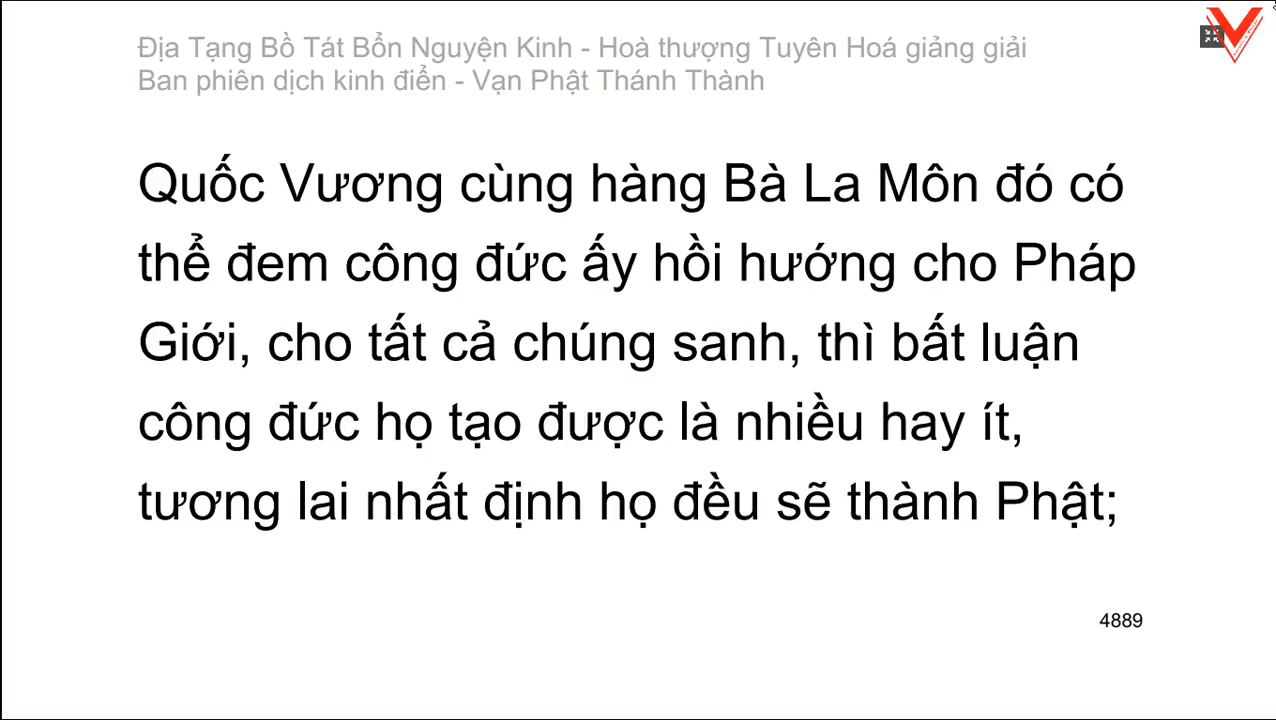 Địa Tạng Bồ Tát Bổn Nguyện Kinh - Hoà thượng Tuyên Hoá giảng giải
Ban phiên dịch kinh điển - Vạn Phật Thánh Thành
Quốc Vương cùng hàng Bà La Môn đó có
thể đem công đức ấy hồi hướng cho Pháp
Giới, cho tất cả chúng sanh, thì bất luận
công đức họ tạo được là nhiều hay ít,
tương lai nhất định họ đều sẽ thành Phật;
4889